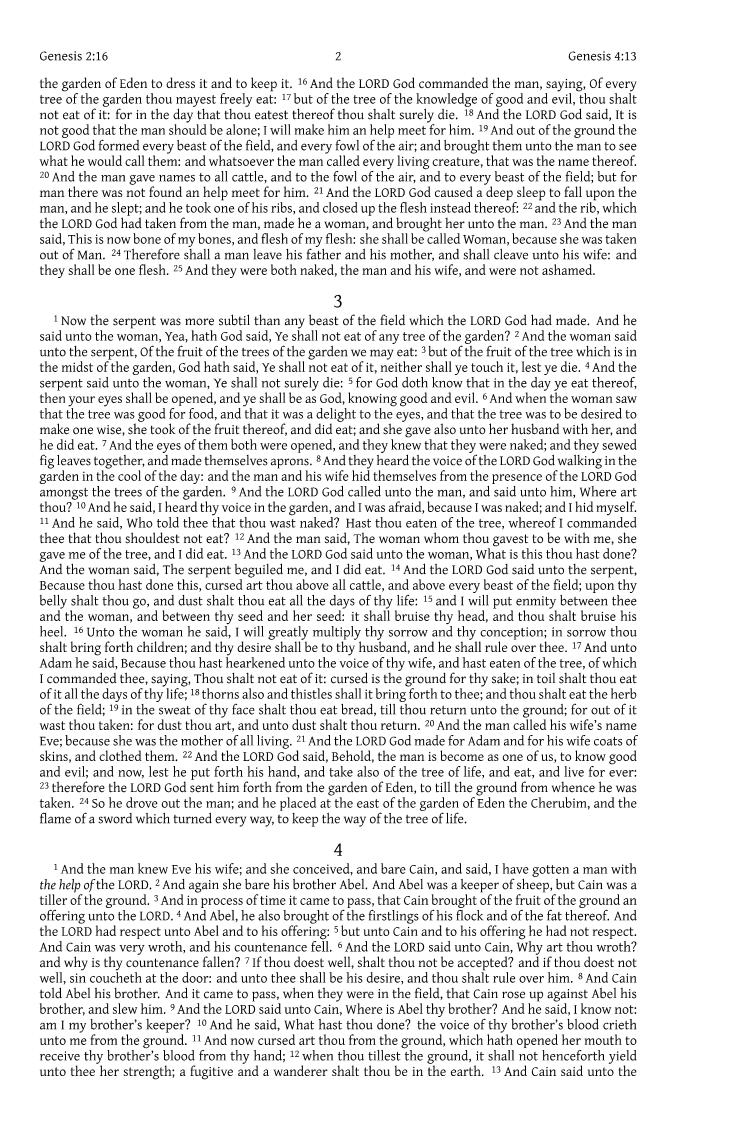 Genesis 2:16 2 Genesis 4:13
the garden of Eden to dress it and to keep it. 16 And the LORD God commanded the man, saying, Of every
tree of the garden thou mayest freely eat: 17 but of the tree of the knowledge of good and evil, thou shalt
not eat of it: for in the day that thou eatest thereof thou shalt surely die. 18 And the LORD God said, It is
not good that the man should be alone; I will make him an help meet for him. 19 And out of the ground the
LORD God formed every beast of the field, and every fowl of the air; and brought them unto the man to see
what he would call them: and whatsoever the man called every living creature, that was the name thereof.
20 And the man gave names to all cattle, and to the fowl of the air, and to every beast of the field; but for
man there was not found an help meet for him. 21 And the LORD God caused a deep sleep to fall upon the
man, and he slept; and he took one of his ribs, and closed up the flesh instead thereof: 22 and the rib, which
the LORD God had taken from the man, made he a woman, and brought her unto the man. 23 And the man
said, This is now bone of my bones, and flesh of my flesh: she shall be called Woman, because she was taken
out of Man. 24 Therefore shall a man leave his father and his mother, and shall cleave unto his wife: and
they shall be one flesh. 25 And they were both naked, the man and his wife, and were not ashamed.
3
1 Now the serpent was more subtil than any beast of the field which the LORD God had made. And he
said unto the woman, Yea, hath God said, Ye shall not eat of any tree of the garden? 2 And the woman said
unto the serpent, Of the fruit of the trees of the garden we may eat: 3 but of the fruit of the tree which is in
the midst of the garden, God hath said, Ye shall not eat of it, neither shall ye touch it, lest ye die. 4 And the
serpent said unto the woman, Ye shall not surely die: 5 for God doth know that in the day ye eat thereof,
then your eyes shall be opened, and ye shall be as God, knowing good and evil. 6 And when the woman saw
that the tree was good for food, and that it was a delight to the eyes, and that the tree was to be desired to
make one wise, she took of the fruit thereof, and did eat; and she gave also unto her husband with her, and
he did eat. 7 And the eyes of them both were opened, and they knew that they were naked; and they sewed
fig leaves together, and made themselves aprons. 8 And they heard the voice of the LORD God walking in the
garden in the cool of the day: and the man and his wife hid themselves from the presence of the LORD God
amongst the trees of the garden. 9 And the LORD God called unto the man, and said unto him, Where art
thou? 10 And he said, I heard thy voice in the garden, and I was afraid, because I was naked; and I hid myself.
11 And he said, Who told thee that thou wast naked? Hast thou eaten of the tree, whereof I commanded
thee that thou shouldest not eat? 12 And the man said, The woman whom thou gavest to be with me, she
gave me of the tree, and I did eat. 13 And the LORD God said unto the woman, What is this thou hast done?
And the woman said, The serpent beguiled me, and I did eat. 14 And the LORD God said unto the serpent,
Because thou hast done this, cursed art thou above all cattle, and above every beast of the field; upon thy
belly shalt thou go, and dust shalt thou eat all the days of thy life: 15 and I will put enmity between thee
and the woman, and between thy seed and her seed: it shall bruise thy head, and thou shalt bruise his
heel. 16 Unto the woman he said, I will greatly multiply thy sorrow and thy conception; in sorrow thou
shalt bring forth children; and thy desire shall be to thy husband, and he shall rule over thee. 17 And unto
Adam he said, Because thou hast hearkened unto the voice of thy wife, and hast eaten of the tree, of which
I commanded thee, saying, Thou shalt not eat of it: cursed is the ground for thy sake; in toil shalt thou eat
of it all the days of thy life; 18 thorns also and thistles shall it bring forth to thee; and thou shalt eat the herb
of the field; 19 in the sweat of thy face shalt thou eat bread, till thou return unto the ground; for out of it
wast thou taken: for dust thou art, and unto dust shalt thou return. 20 And the man called his wife's name
Eve; because she was the mother of all living. 21 And the LORD God made for Adam and for his wife coats of
skins, and clothed them. 22 And the LORD God said, Behold, the man is become as one of us, to know good
and evil; and now, lest he put forth his hand, and take also of the tree of life, and eat, and live for ever:
23 therefore the LORD God sent him forth from the garden of Eden, to till the ground from whence he was
taken. 24 So he drove out the man; and he placed at the east of the garden of Eden the Cherubim, and the
flame of a sword which turned every way, to keep the way of the tree of life.
4
1 And the man knew Eve his wife; and she conceived, and bare Cain, and said, I have gotten a man with
the help of the LORD. 2 And again she bare his brother Abel. And Abel was a keeper of sheep, but Cain was a
tiller of the ground. 3 And in process of time it came to pass, that Cain brought of the fruit of the ground an
offering unto the LORD. 4 And Abel, he also brought of the firstlings of his flock and of the fat thereof. And
the LORD had respect unto Abel and to his offering: 5 but unto Cain and to his offering he had not respect.
And Cain was very wroth, and his countenance fell. 6 And the LORD said unto Cain, Why art thou wroth?
and why is thy countenance fallen? 7 If thou doest well, shalt thou not be accepted? and if thou doest not
well, sin coucheth at the door: and unto thee shall be his desire, and thou shalt rule over him. 8 And Cain
told Abel his brother. And it came to pass, when they were in the field, that Cain rose up against Abel his
brother, and slew him. 9 And the LORD said unto Cain, Where is Abel thy brother? And he said, I know not:
am I my brother's keeper? 10 And he said, What hast thou done? the voice of thy brother's blood crieth
unto me from the ground. 11 And now cursed art thou from the ground, which hath opened her mouth to
receive thy brother's blood from thy hand; 12 when thou tillest the ground, it shall not henceforth yield
unto thee her strength; a fugitive and a wanderer shalt thou be in the earth. 13 And Cain said unto the